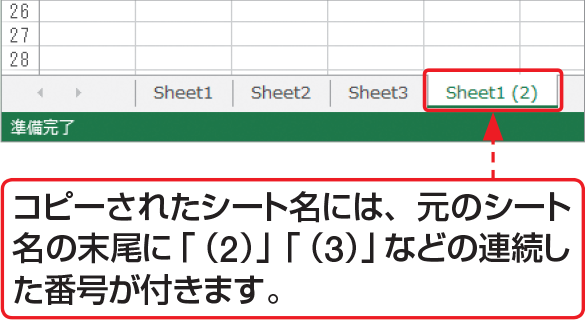 26
27
28
Sheet1 Sheet2 Sheet3 Sheet1 (2)
準備完了
コピーされたシート名には、元のシート
名の末尾に「（2）」「（3）」などの連続し
た番号が付きます。